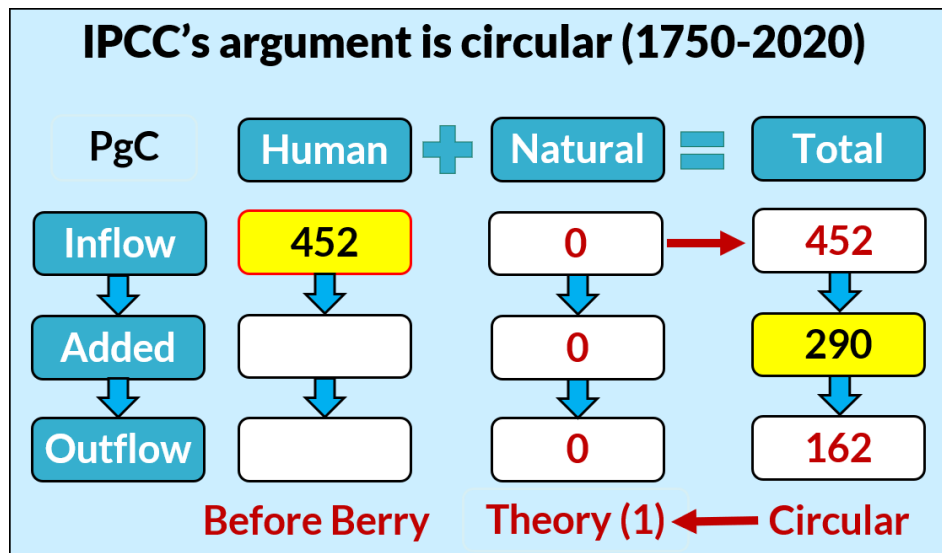 IPCC’s argument is circular (1750-2020)
PgC Human + Natural = Total
Inflow 452 0 452
Added 0 290
Outflow 0 162
Before Berry Theory (1) Circular